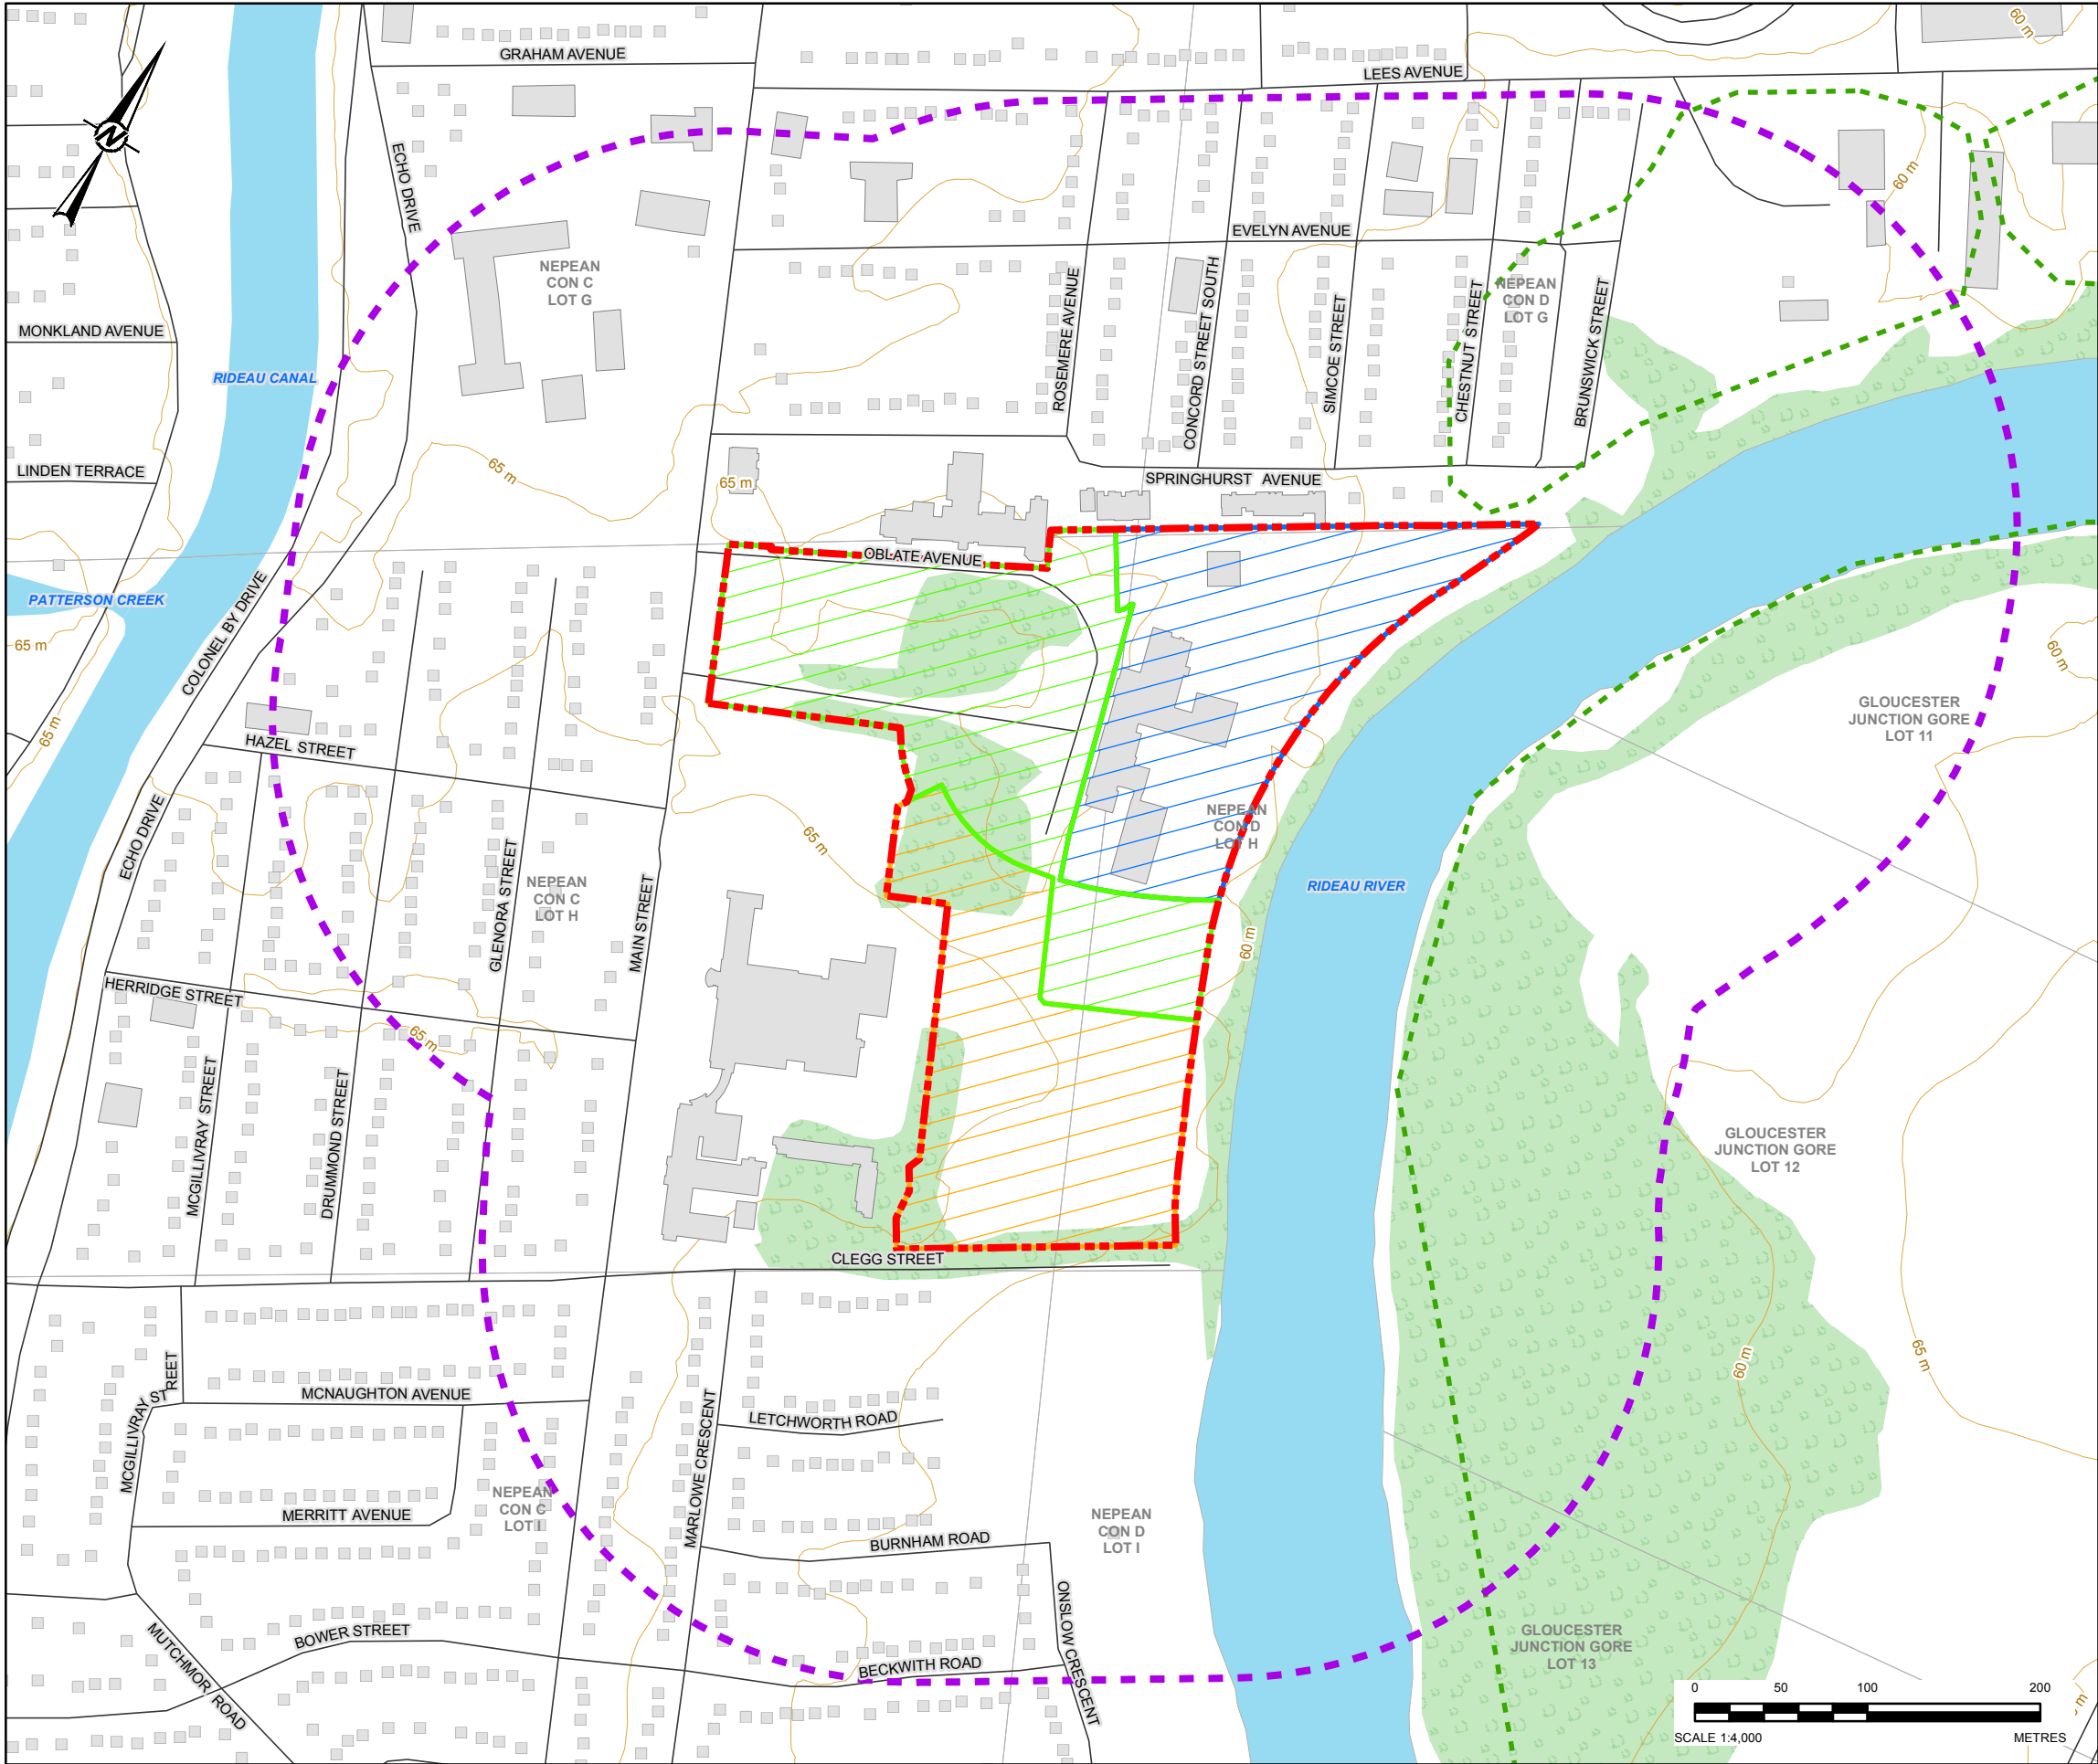 60 m
GRAHAM AVENUE
LEES AVENUE
N
ECHO DRIVE
60 m
EVELYN AVENUE
NEPEAN
CON C
LOT G
ROSEMERE AVENUE
CONCORD STREET SOUTH
SIMCOE STREET
CHESTNUT STREET
NEPEAN
CON D
LOT G
BRUNSWICK STREET
MONKLAND AVENUE
RIDEAU CANAL
LINDEN TERRACE
65 m
65 m
SPRINGHURST AVENUE
OBLATE AVENUE
PATTERSON CREEK
COLONEL BY DRIVE
65 m
60 m
65 m
HAZEL STREET
GLOUCESTER
JUNCTION GORE
LOT 11
ECHO DRIVE
65 m
NEPEAN
CON D
LOT H
GLENORA STREET
NEPEAN
CON C
LOT H
MAIN STREET
RIDEAU RIVER
60 m
HERRIDGE STREET
65 m
MCGILLIVRAY STREET
DRUMMOND STREET
GLOUCESTER
JUNCTION GORE
LOT 12
CLEGG STREET
MCGILLIVRAY STREET
MCNAUGHTON AVENUE
MARLOWE CRESCENT
LETCHWORTH ROAD
60 m
65 m
MERRITT AVENUE
NEPEAN
CON C
LOT I
BURNHAM ROAD
NEPEAN
CON D
LOT I
MUTCHMOR ROAD
BOWER STREET
BECKWITH ROAD
ONSLOW CRESCENT
GLOUCESTER
JUNCTION GORE
LOT 13
0 50 100 200
SCALE 1:4,000 METRES